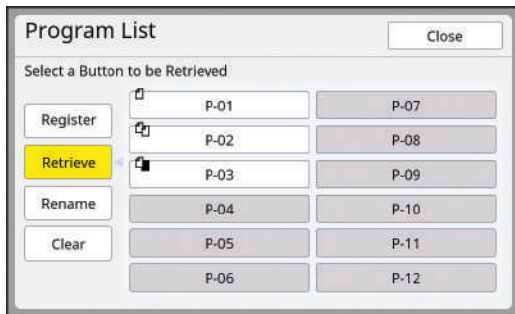 Program List
Close
Select a Button to be Retrieved
Register
Retrieve
Rename
Clear
P-01
P-02
P-03
P-04
P-05
P-06
P-07
P-08
P-09
P-10
P-11
P-12